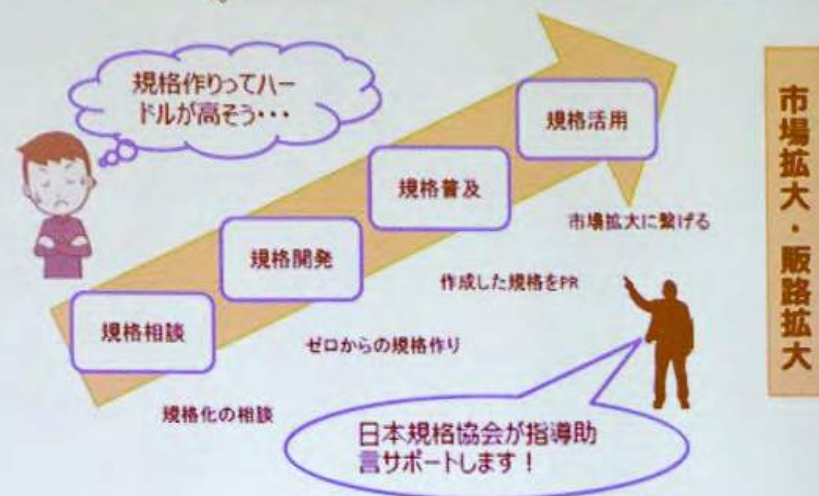 規格作りってハー
ドルが高そう・・・
規格活用
規格普及
規格開発
規格相談
市場拡大に繋げる
作成した規格をPR
ゼロからの規格作り
規格化の相談
日本規格協会が指導助
言サポートします！
市場拡大・販路拡大